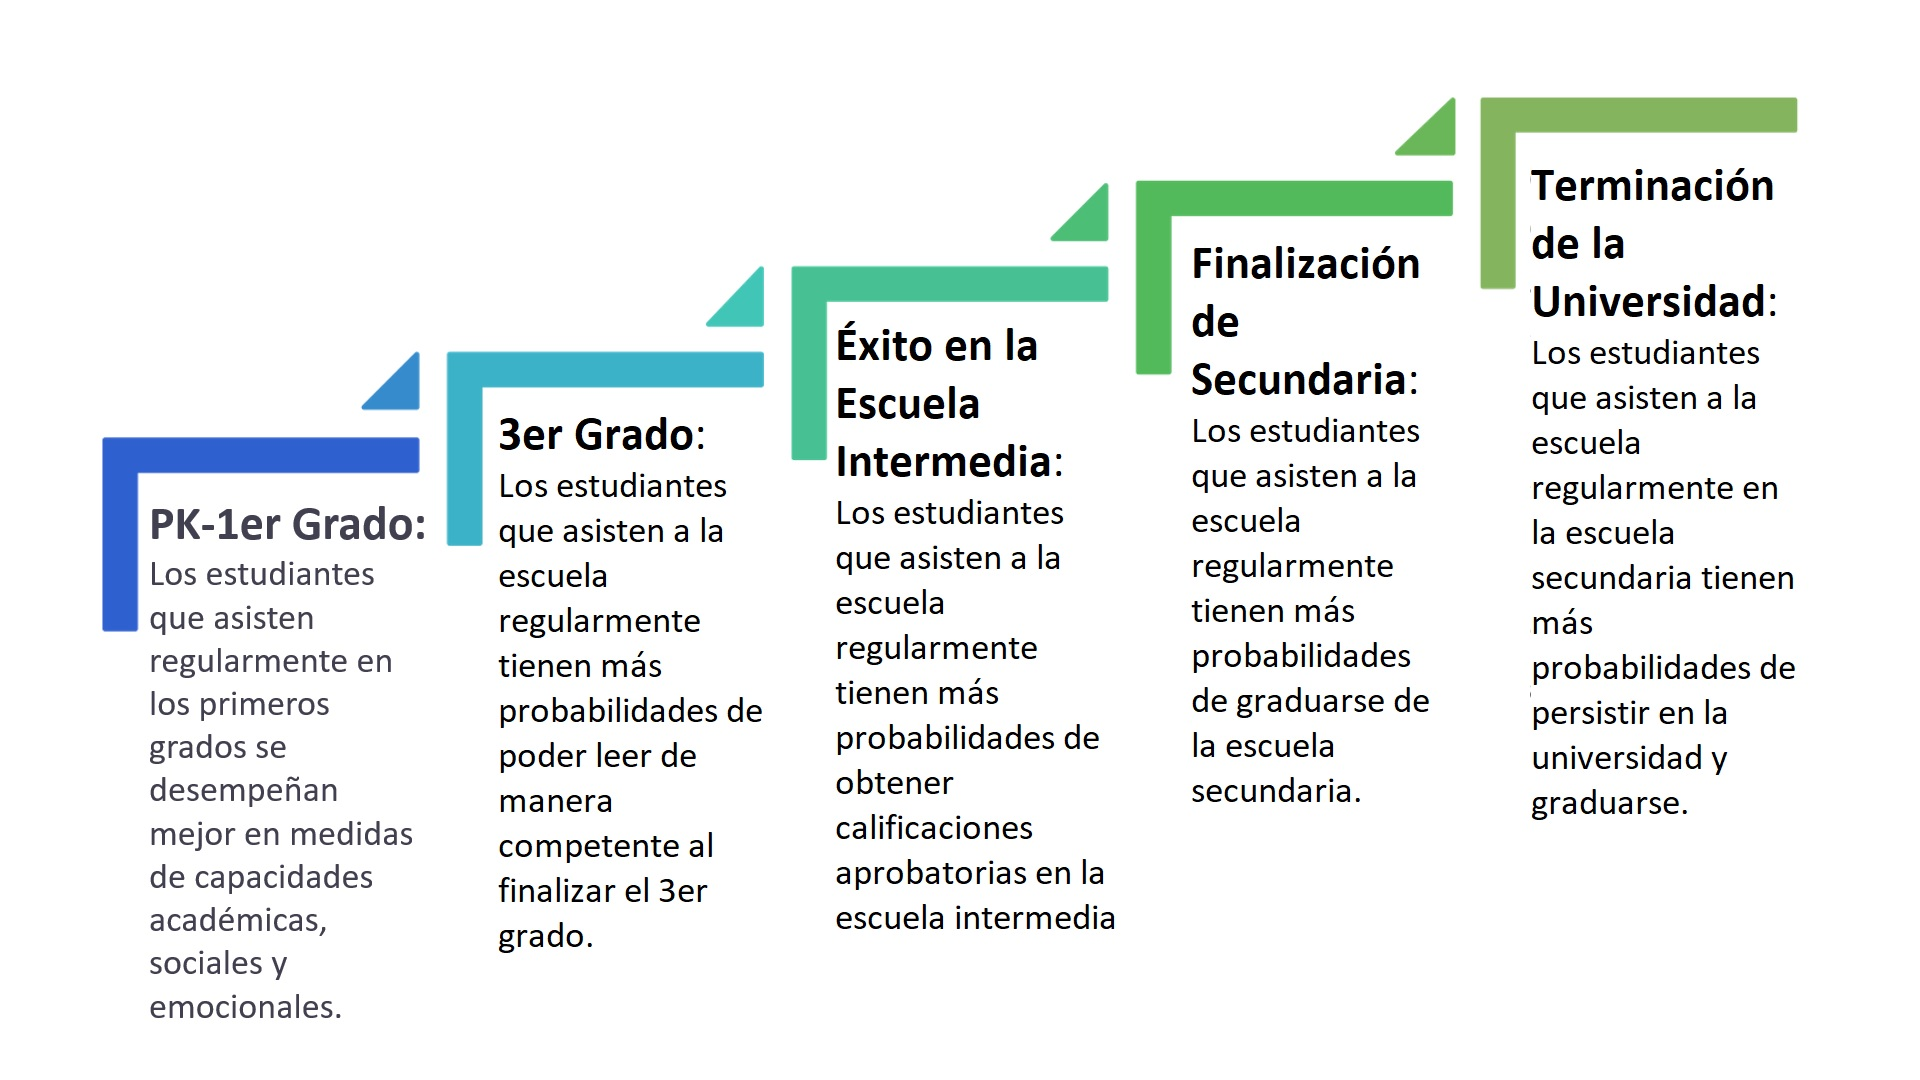 PK-1er Grado:
Los estudiantes
que asisten
regularmente en
los primeros
grados se
desempeñan
mejor en medidas
de capacidades
académicas,
sociales y
emocionales.
3er Grado:
Los estudiantes
que asisten a la
escuela
regularmente
tienen más
probabilidades de
poder leer de
manera
competente al
finalizar el 3er
grado.
Éxito en la
Escuela
Intermedia:
Los estudiantes
que asisten a la
escuela
regularmente
tienen más
probabilidades de
obtener
calificaciones
aprobatorias en la
escuela intermedia
Finalización
de
Secundaria:
Los estudiantes
que asisten a la
escuela
regularmente
tienen más
probabilidades
de graduarse de
la escuela
secundaria.
Terminación
de la
Universidad:
Los estudiantes
que asisten a la
escuela
regularmente en
la escuela
secundaria tienen
más
probabilidades de
persistir en la
universidad y
graduarse.